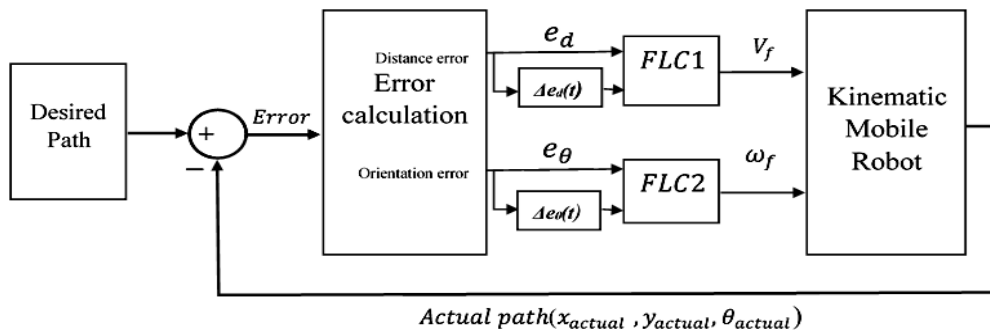 Desired
Path
+
−
Error
Distance error
Error
calculation
Orientation error
e_d
Δe_d(t)
FLC1
V_f
e_θ
Δe_θ(t)
FLC2
ω_f
Kinematic
Mobile
Robot
Actual path(x_actual , y_actual, θ_actual)